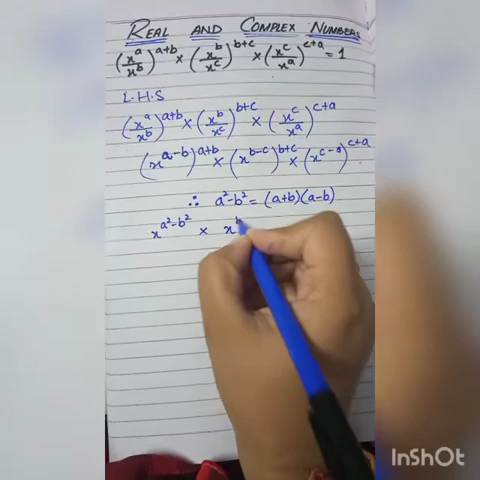 REAL AND COMPLEX NUMBERS
(x^a/x^b)^(a+b) × (x^b/x^c)^(b+c) × (x^c/x^a)^(c+a) = 1
L.H.S
(x^a/x^b)^(a+b) × (x^b/x^c)^(b+c) × (x^c/x^a)^(c+a)
(x^(a-b))^(a+b) × (x^(b-c))^(b+c) × (x^(c-a))^(c+a)
∴ a²-b² = (a+b)(a-b)
x^(a²-b²) × x^b
InShOt